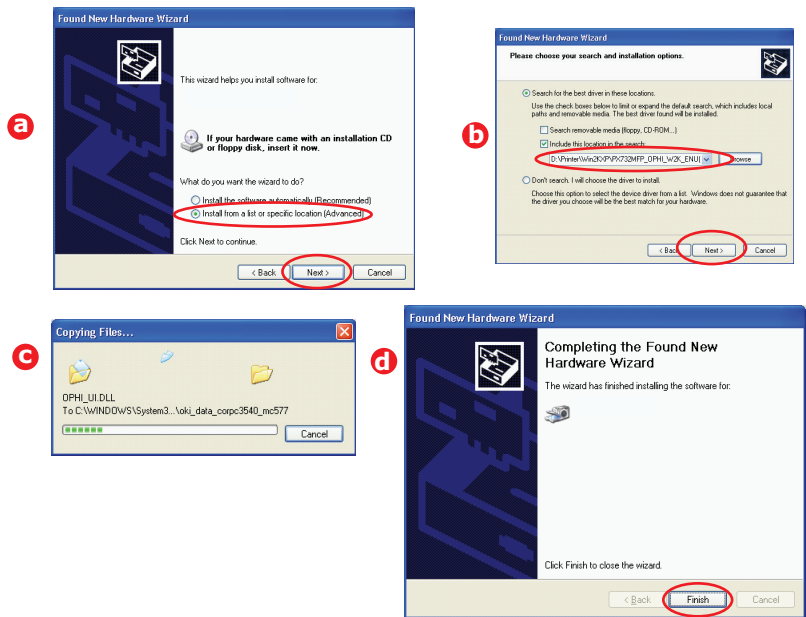 a
Found New Hardware Wizard
This wizard helps you install software for:
If your hardware came with an installation CD
or floppy disk, insert it now.
What do you want the wizard to do?
Install the software automatically (Recommended)
Install from a list or specific location (Advanced)
Click Next to continue.
< Back
Next >
Cancel
b
Found New Hardware Wizard
Please choose your search and installation options.
Search for the best driver in these locations.
Use the check boxes below to limit or expand the default search, which includes local
paths and removable media. The best driver found will be installed.
Search removable media (floppy, CD-ROM...)
Include this location in the search:
D:\Printer\Win2KXP\PX732MFP_OPHI_W2K_ENU\
Browse
Don't search. I will choose the driver to install.
Choose this option to select the device driver from a list. Windows does not guarantee that
the driver you choose will be the best match for your hardware.
< Back
Next >
Cancel
c
Copying Files...
OPHI_UI.DLL
To C:\WINDOWS\System3...\oki_data_corpc3540_mc577
Cancel
d
Found New Hardware Wizard
Completing the Found New
Hardware Wizard
The wizard has finished installing the software for:
Click Finish to close the wizard.
< Back
Finish
Cancel